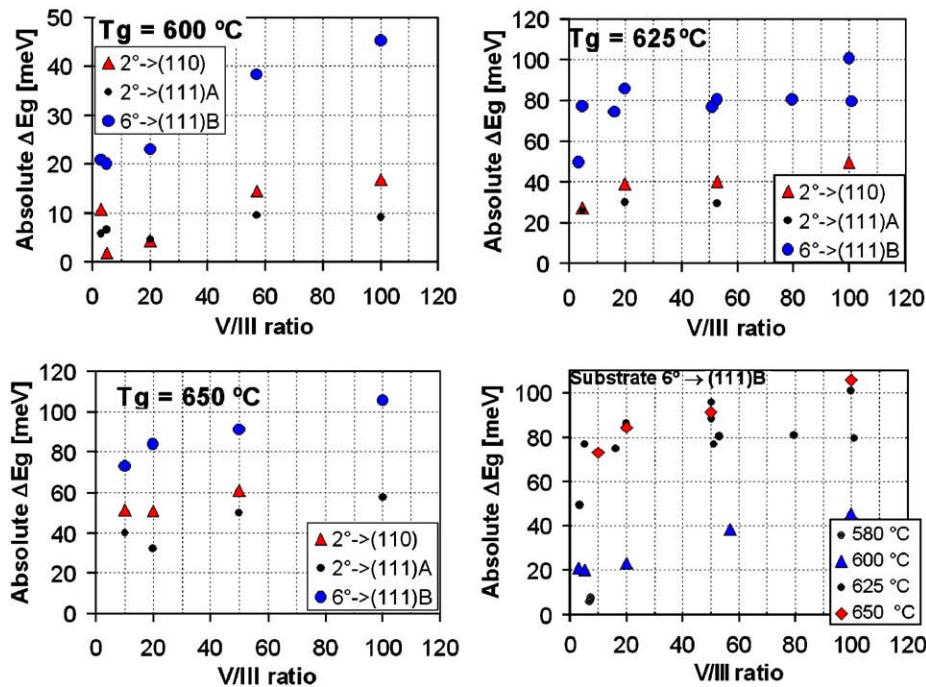 Tg = 600 ºC
Absolute ΔEg [meV]
50
40
30
20
10
0
2°->(110)
2°->(111)A
6°->(111)B
0 20 40 60 80 100 120
V/III ratio
Tg = 625 ºC
Absolute ΔEg [meV]
120
100
80
60
40
20
0
2°->(110)
2°->(111)A
6°->(111)B
0 20 40 60 80 100 120
V/III ratio
Tg = 650 ºC
Absolute ΔEg [meV]
120
100
80
60
40
20
0
2°->(110)
2°->(111)A
6°->(111)B
0 20 40 60 80 100 120
V/III ratio
Substrate 6º → (111)B
Absolute ΔEg [meV]
100
80
60
40
20
0
580 °C
600 °C
625 °C
650 °C
0 20 40 60 80 100 120
V/III ratio